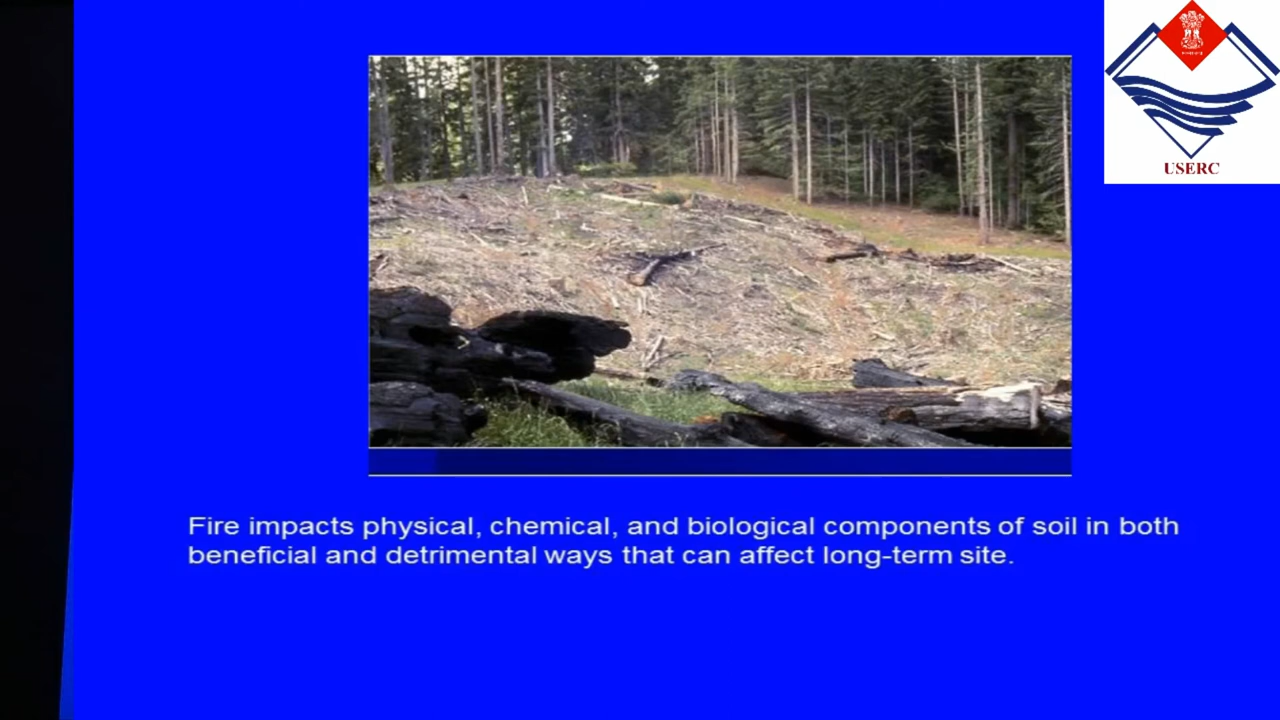 USERC
Fire impacts physical, chemical, and biological components of soil in both
beneficial and detrimental ways that can affect long-term site.